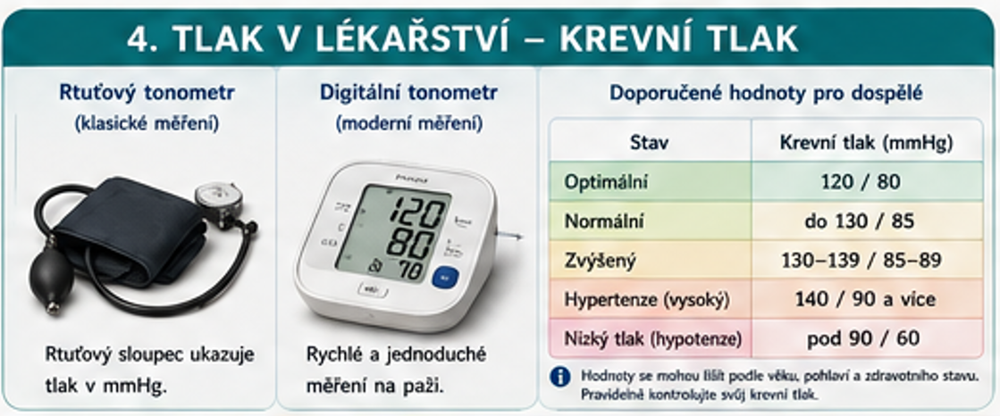 4. TLAK V LÉKAŘSTVÍ – KREVNÍ TLAK
Rtuťový tonometr
(klasické měření)
Rtuťový sloupec ukazuje
tlak v mmHg.
Digitální tonometr
(moderní měření)
120
80
70
Rychlé a jednoduché
měření na paži.
Doporučené hodnoty pro dospělé
Stav Krevní tlak (mmHg)
Optimální 120 / 80
Normální do 130 / 85
Zvýšený 130–139 / 85–89
Hypertenze (vysoký) 140 / 90 a více
Nízký tlak (hypotenze) pod 90 / 60
Hodnoty se mohou lišit podle věku, pohlaví a zdravotního stavu.
Pravidelně kontrolujte svůj krevní tlak.